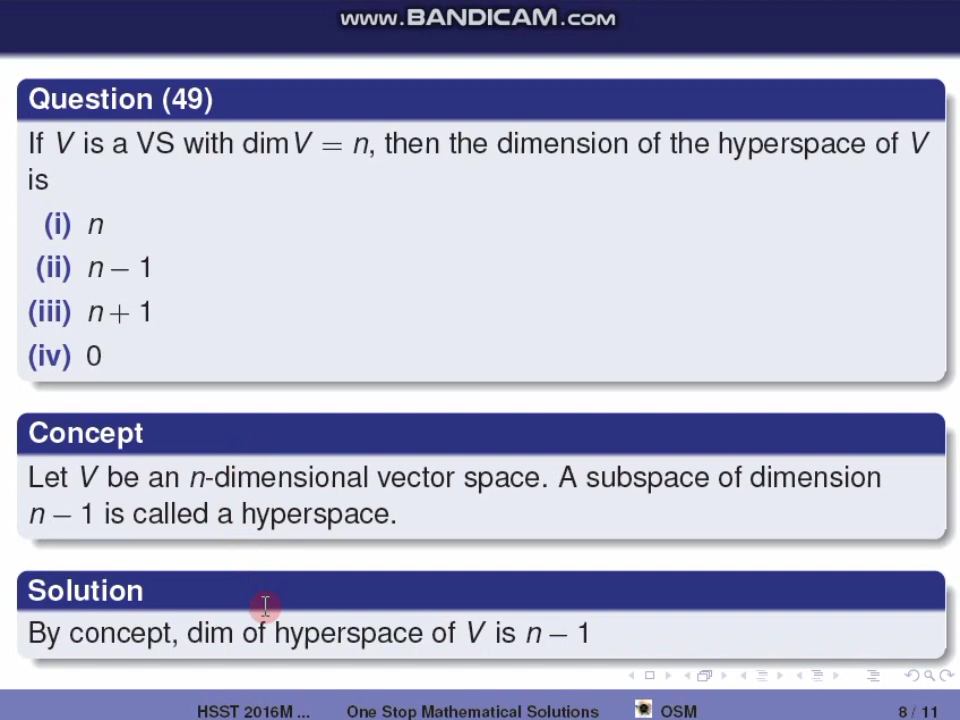 www.BANDICAM.com
Question (49)
If V is a VS with dim V = n, then the dimension of the hyperspace of V
is
(i) n
(ii) n − 1
(iii) n + 1
(iv) 0
Concept
Let V be an n-dimensional vector space. A subspace of dimension
n − 1 is called a hyperspace.
Solution
By concept, dim of hyperspace of V is n − 1
HSST 2016M ... One Stop Mathematical Solutions OSM 8 / 11